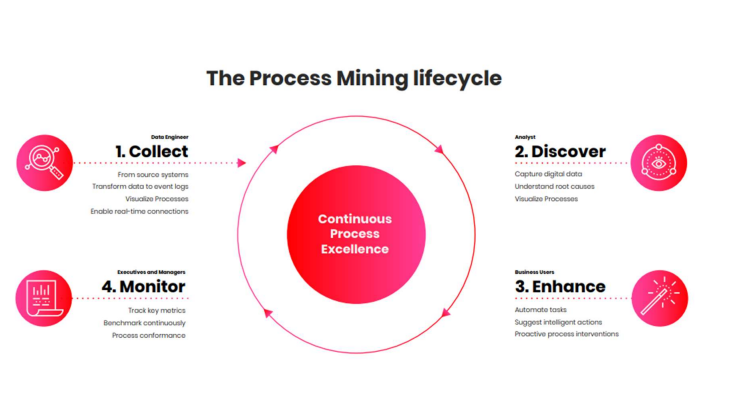 The Process Mining lifecycle
Data Engineer
1. Collect
From source systems
Transform data to event logs
Visualize Processes
Enable real-time connections
Analyst
2. Discover
Capture digital data
Understand root causes
Visualize Processes
Continuous
Process
Excellence
Business Users
3. Enhance
Automate tasks
Suggest intelligent actions
Proactive process interventions
Executives and Managers
4. Monitor
Track key metrics
Benchmark continuously
Process conformance